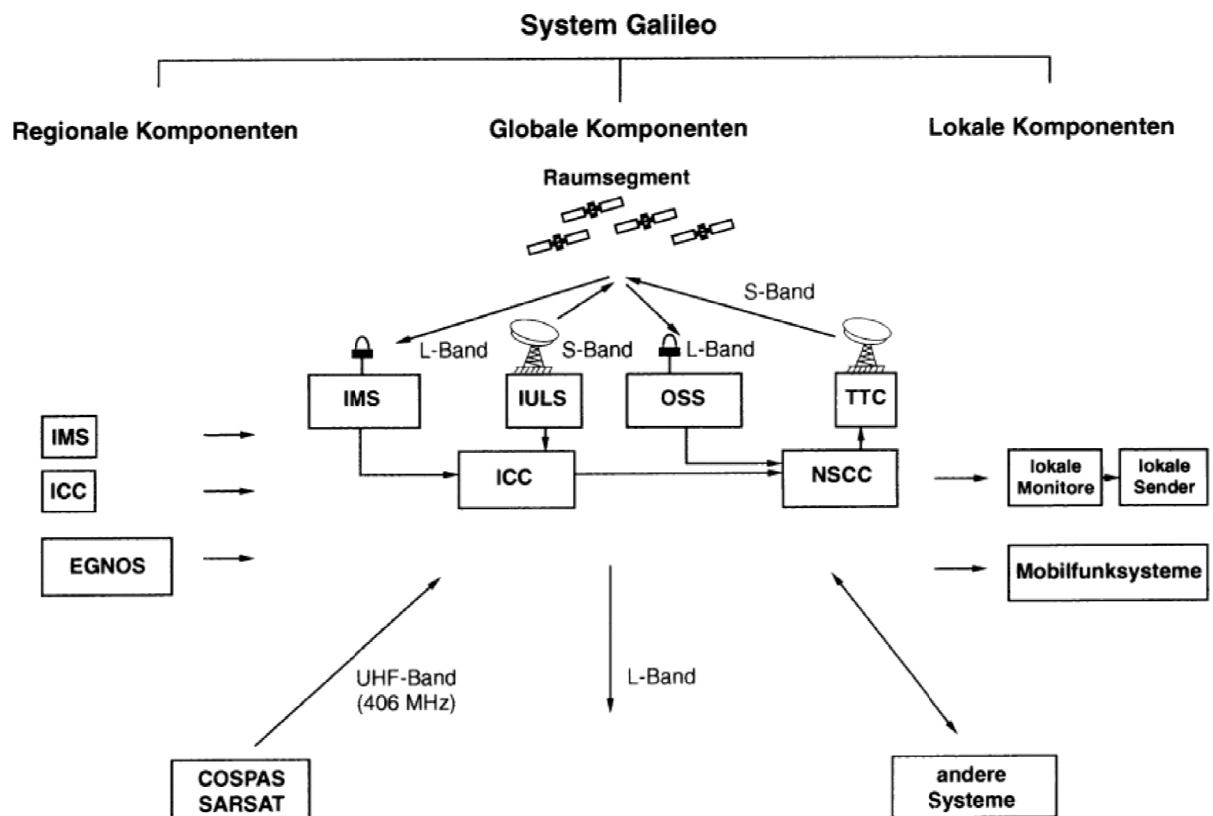 System Galileo
Regionale Komponenten
Globale Komponenten
Lokale Komponenten
Raumsegment
S-Band
L-Band
S-Band
L-Band
IMS
IULS
OSS
TTC
IMS
ICC
NSCC
lokale
Monitore
lokale
Sender
ICC
EGNOS
Mobilfunksysteme
UHF-Band
(406 MHz)
L-Band
COSPAS
SARSAT
andere
Systeme